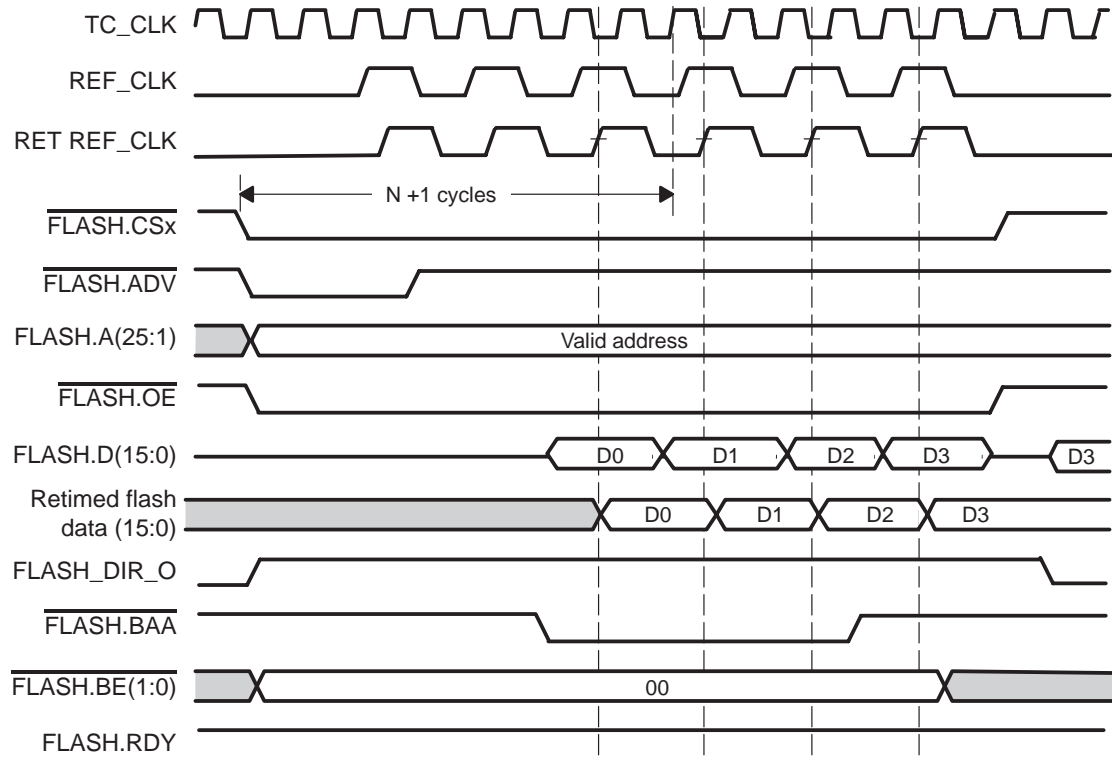 TC_CLK
REF_CLK
RET REF_CLK
N +1 cycles
FLASH.CSx
FLASH.ADV
FLASH.A(25:1)
Valid address
FLASH.OE
FLASH.D(15:0)
D0
D1
D2
D3
D3
Retimed flash
data (15:0)
D0
D1
D2
D3
FLASH_DIR_O
FLASH.BAA
FLASH.BE(1:0)
00
FLASH.RDY